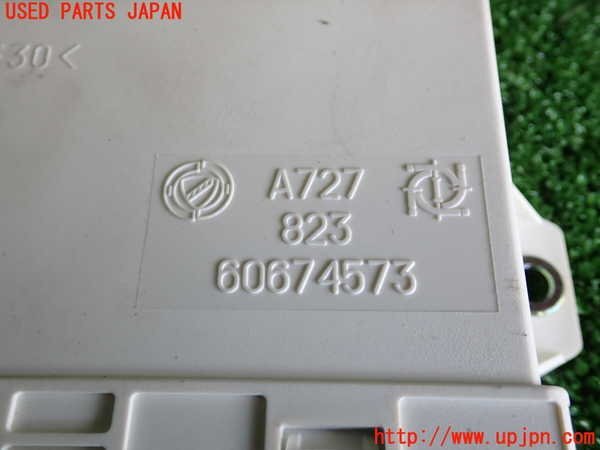 USED PARTS JAPAN
30<
A727
823
60674573
http://www.upjpn.com/